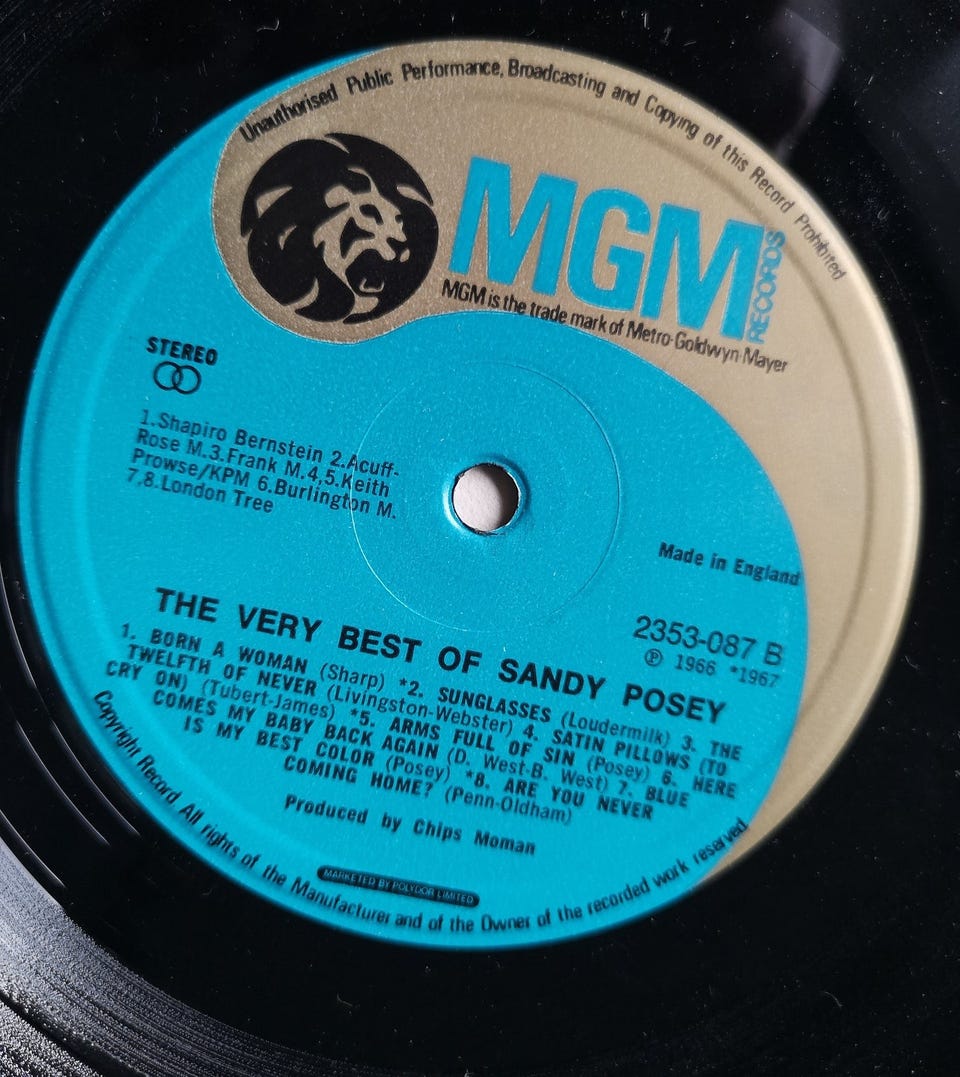 Unauthorised Public Performance, Broadcasting and Copying of this Record Prohibited
MGM
RECORDS
MGM is the trade mark of Metro-Goldwyn-Mayer
STEREO
1.Shapiro Bernstein 2.Acuff-
Rose M.3.Frank M.4,5.Keith
Prowse/KPM 6.Burlington M.
7,8.London Tree
Made in England
2353-087 B
Ⓟ 1966 *1967
THE VERY BEST OF SANDY POSEY
1. BORN A WOMAN (Sharp) *2. SUNGLASSES (Loudermilk) 3. THE
TWELFTH OF NEVER (Livingston-Webster) 4. SATIN PILLOWS (TO
CRY ON) (Tubert-James) *5. ARMS FULL OF SIN (Posey) 6. HERE
COMES MY BABY BACK AGAIN (D. West-B. West) 7. BLUE
IS MY BEST COLOR (Posey) *8. ARE YOU NEVER
COMING HOME? (Penn-Oldham)
Produced by Chips Moman
MARKETED BY POLYDOR LIMITED
Copyright Record All rights of the Manufacturer and of the Owner of the recorded work reserved